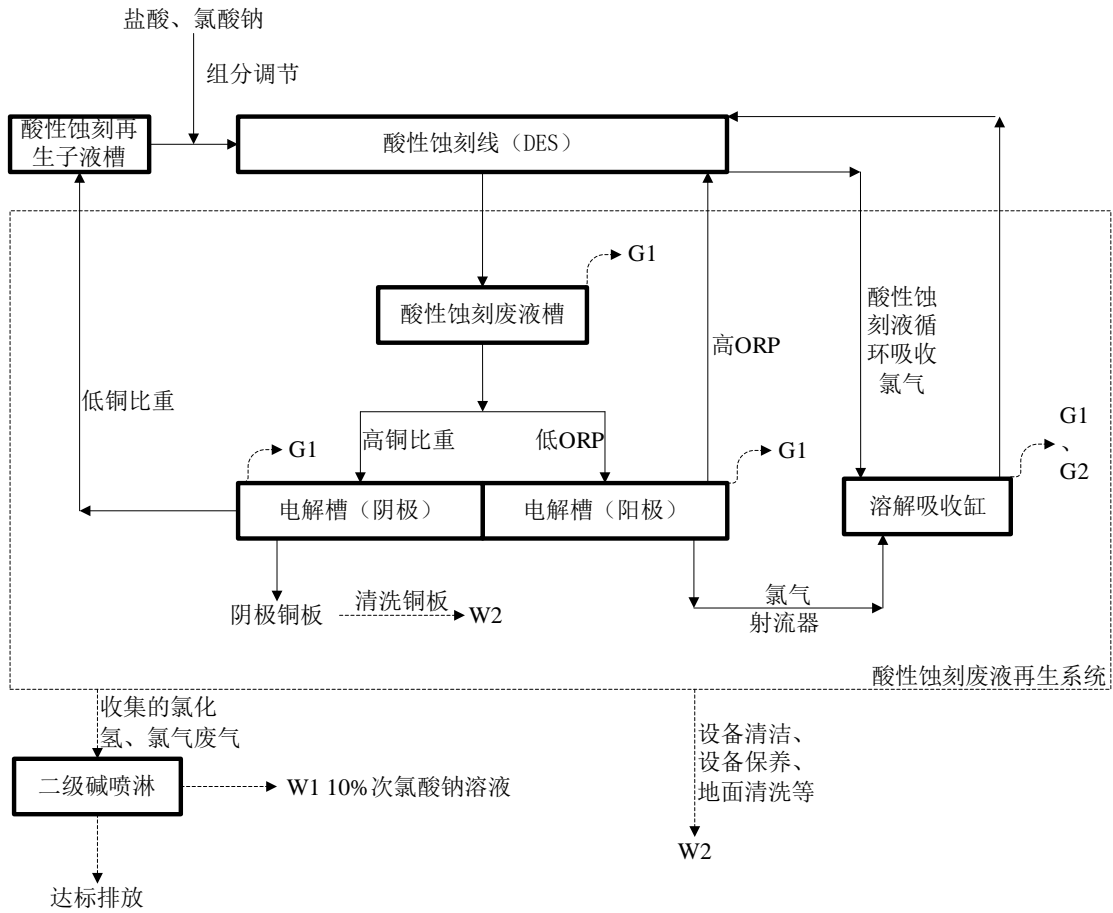 盐酸、氯酸钠
组分调节
酸性蚀刻再
生子液槽
酸性蚀刻线（DES）
G1
酸性蚀刻废液槽
酸性蚀
刻液循
环吸收
氯气
高ORP
低铜比重
高铜比重
低ORP
G1
G1
G1
、
G2
电解槽（阴极）
电解槽（阳极）
溶解吸收缸
阴极铜板
清洗铜板
W2
氯气
射流器
酸性蚀刻废液再生系统
收集的氯化
氢、氯气废气
设备清洁、
设备保养、
地面清洗等
二级碱喷淋
W1 10%次氯酸钠溶液
W2
达标排放